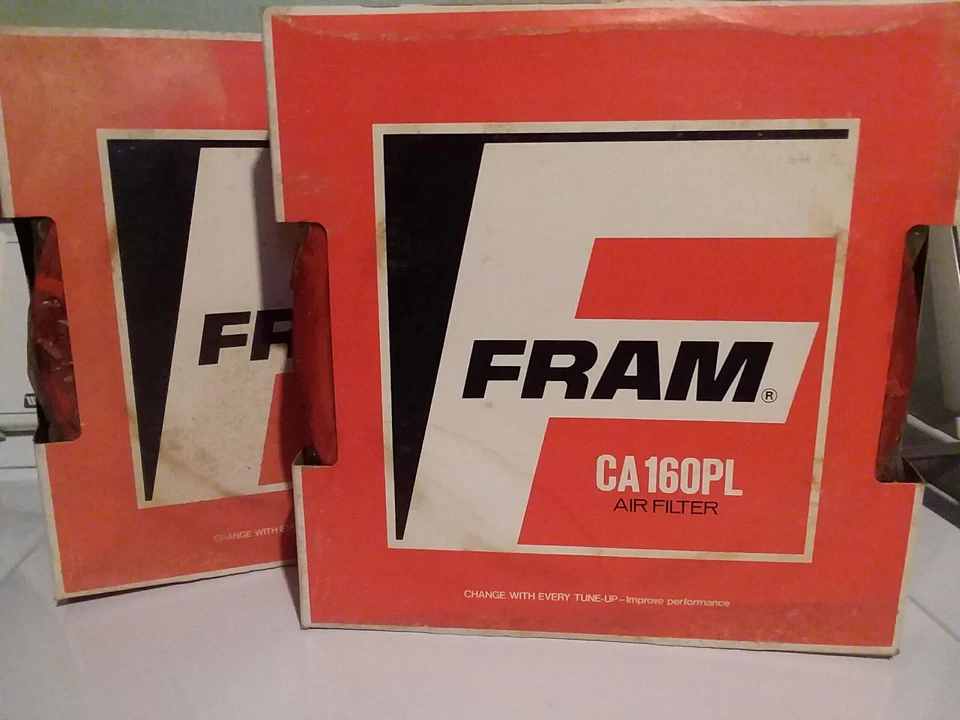 FR
CHANGE WITH
FRAM®
CA160PL
AIR FILTER
CHANGE WITH EVERY TUNE-UP – Improve performance